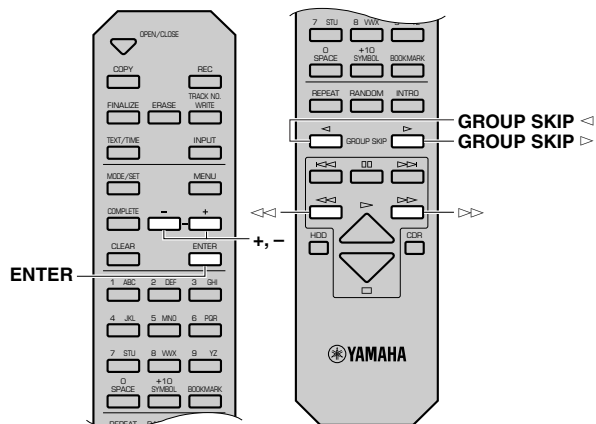 OPEN/CLOSE
COPY REC
TRACK NO.
FINALIZE ERASE WRITE
TEXT/TIME INPUT
MODE/SET MENU
COMPLETE – +
CLEAR ENTER
1 ABC 2 DEF 3 GHI
4 JKL 5 MNO 6 PQR
7 STU 8 VWX 9 YZ
0 +10
SPACE SYMBOL BOOKMARK
ENTER
+, –
7 STU 8 VWX
0 +10
SPACE SYMBOL BOOKMARK
REPEAT RANDOM INTRO
◁ GROUP SKIP ▷
GROUP SKIP ◁
GROUP SKIP ▷
|◁◁ ▯▯ ▷▷|
◁◁ ▷ ▷▷
◁◁
▷▷
HDD CDR
□
YAMAHA